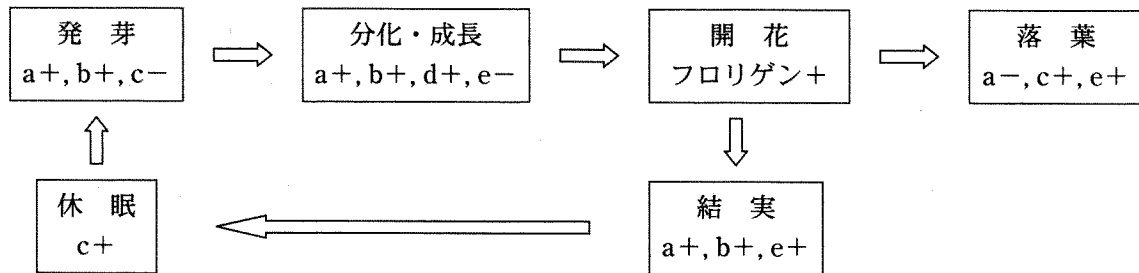 発 芽
a+, b+, c−
分化・成長
a+, b+, d+, e−
開 花
フロリゲン+
落 葉
a−, c+, e+
休 眠
c+
結 実
a+, b+, e+